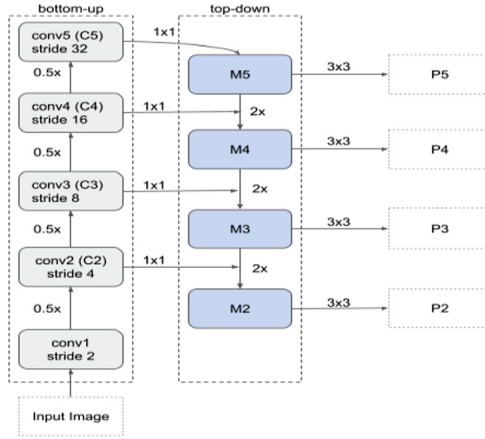 bottom-up
top-down
conv5 (C5)
stride 32
1x1
M5
3x3
P5
0.5x
conv4 (C4)
stride 16
1x1
2x
M4
3x3
P4
0.5x
conv3 (C3)
stride 8
1x1
2x
M3
3x3
P3
0.5x
conv2 (C2)
stride 4
1x1
2x
M2
3x3
P2
0.5x
conv1
stride 2
Input Image